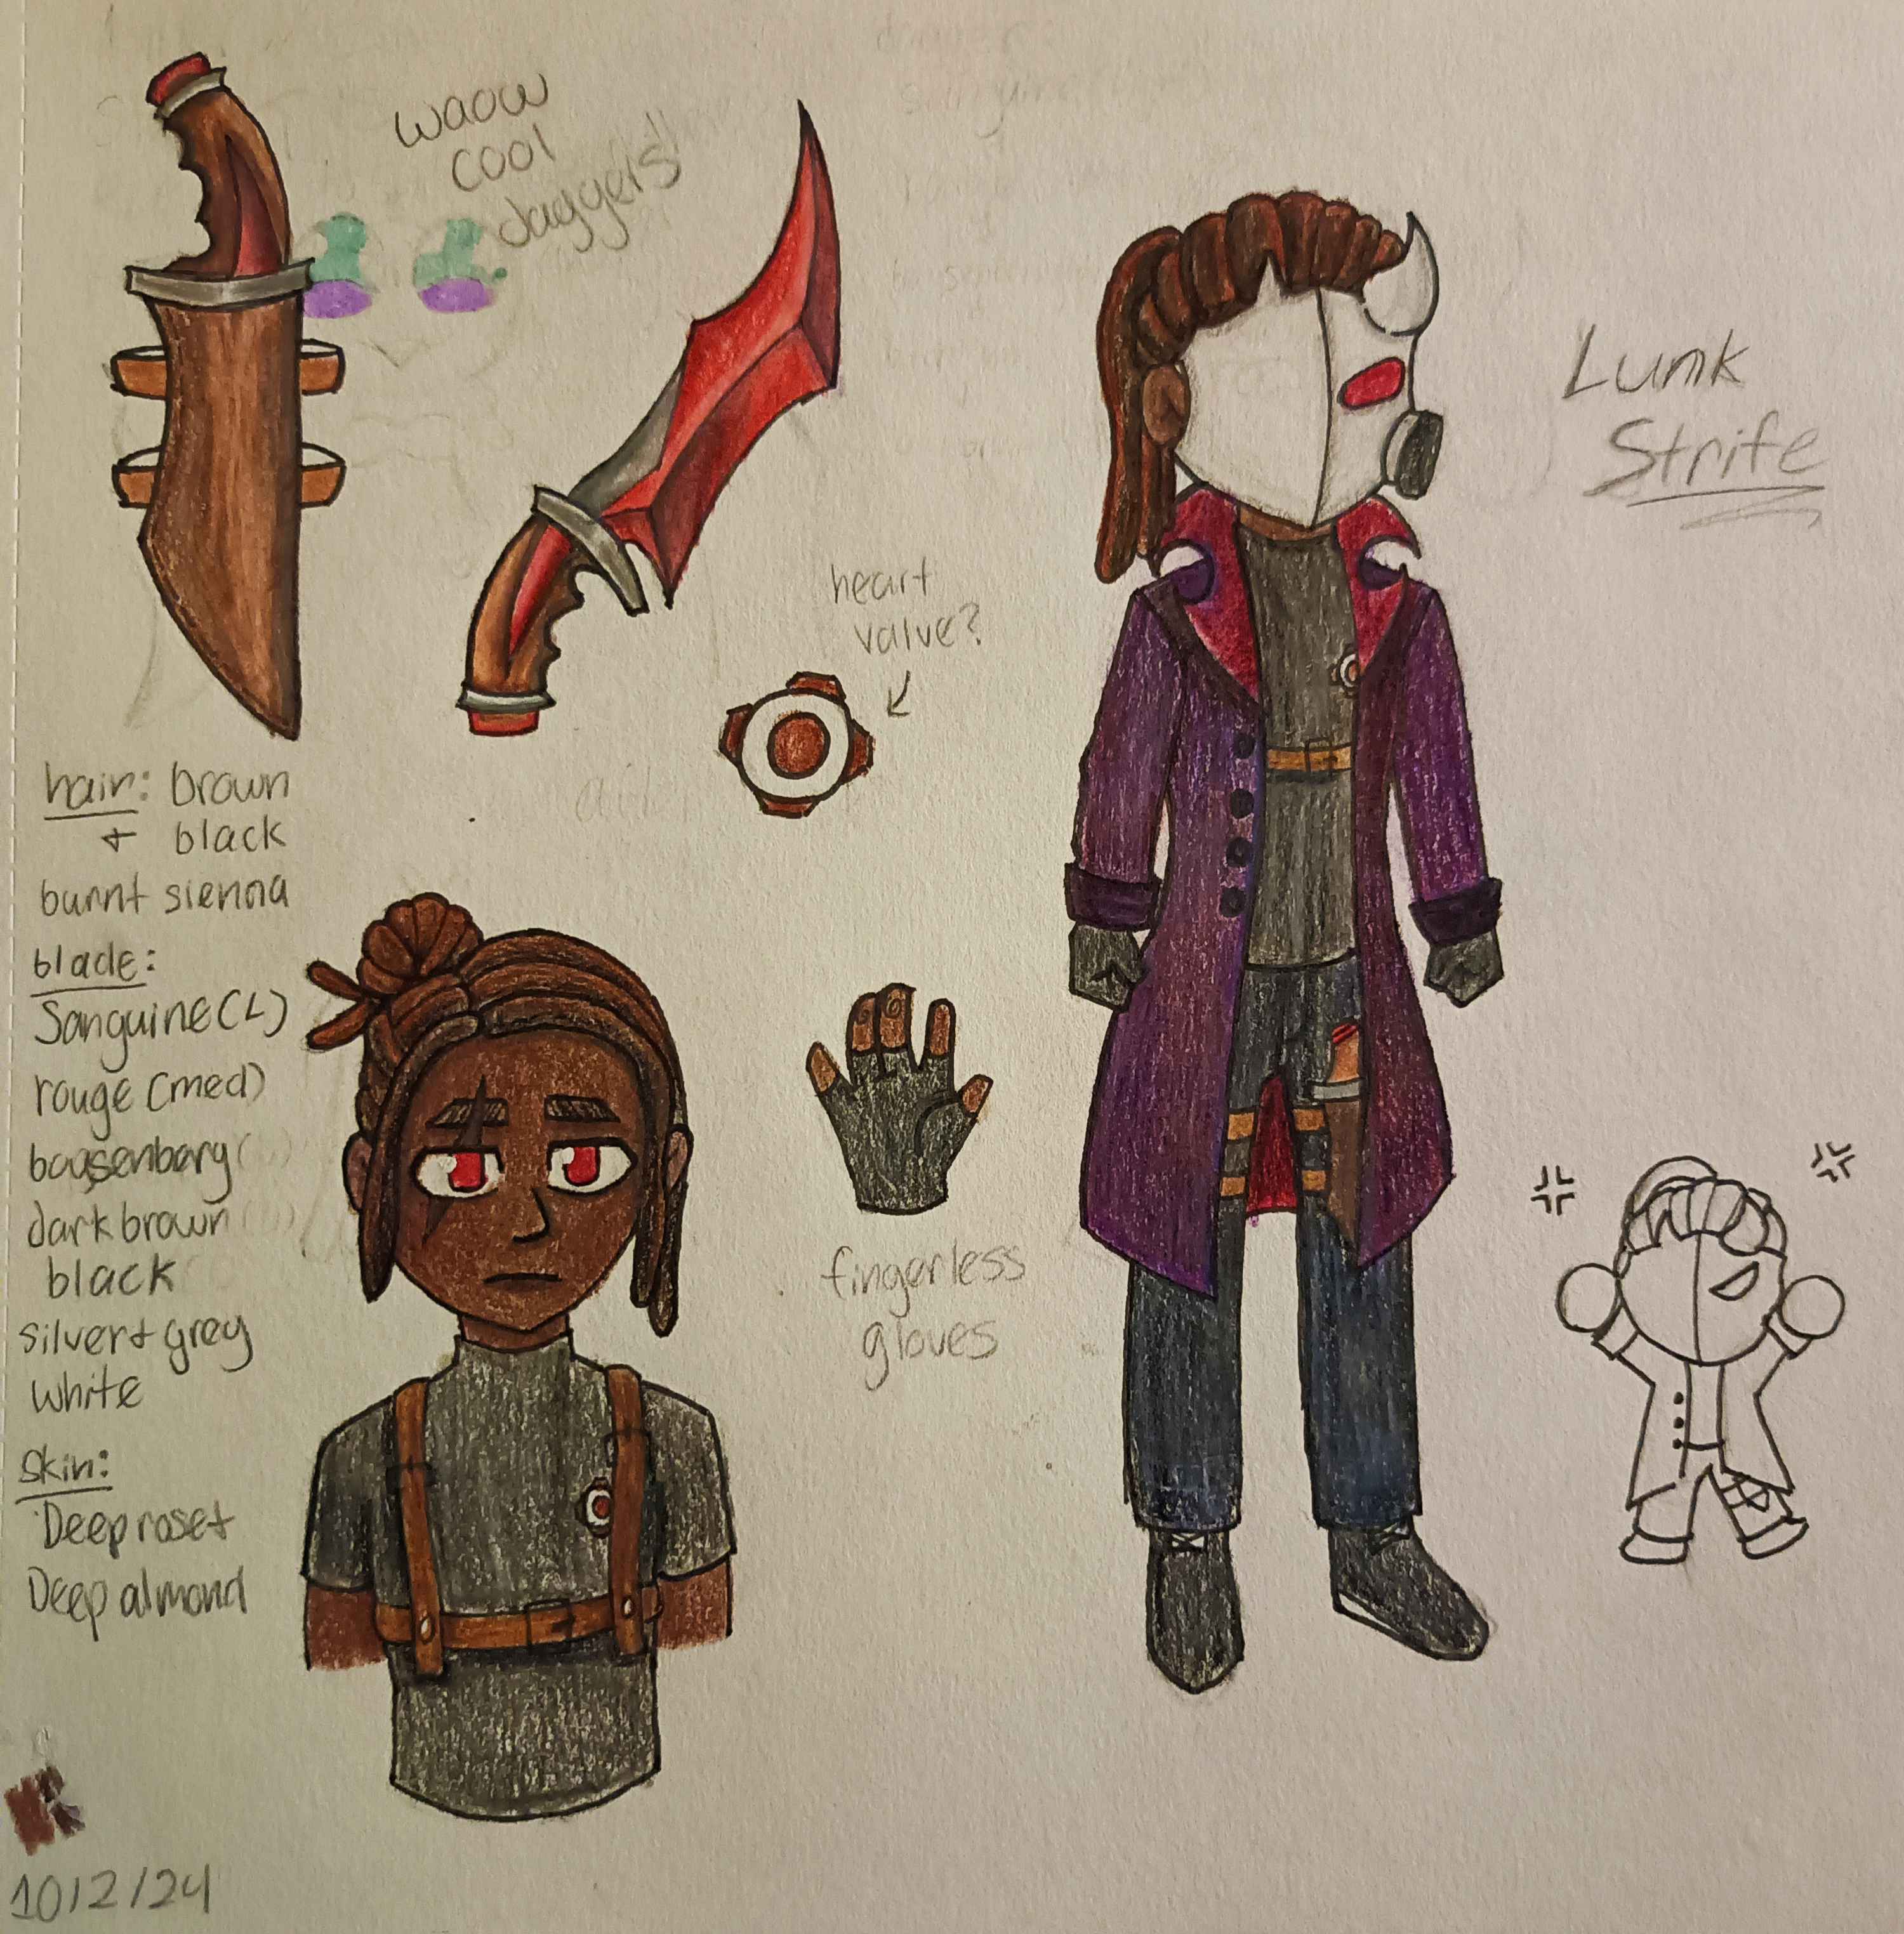 waow
cool
daggers!!
Lunk
Strife
heart
valve?
hair: brown
+ black
burnt sienna
blade:
Sanguine(L)
rouge (med)
boysenberry
dark brown
black
silver + grey
white
skin:
Deep rose +
Deep almond
fingerless
gloves
10/2/24